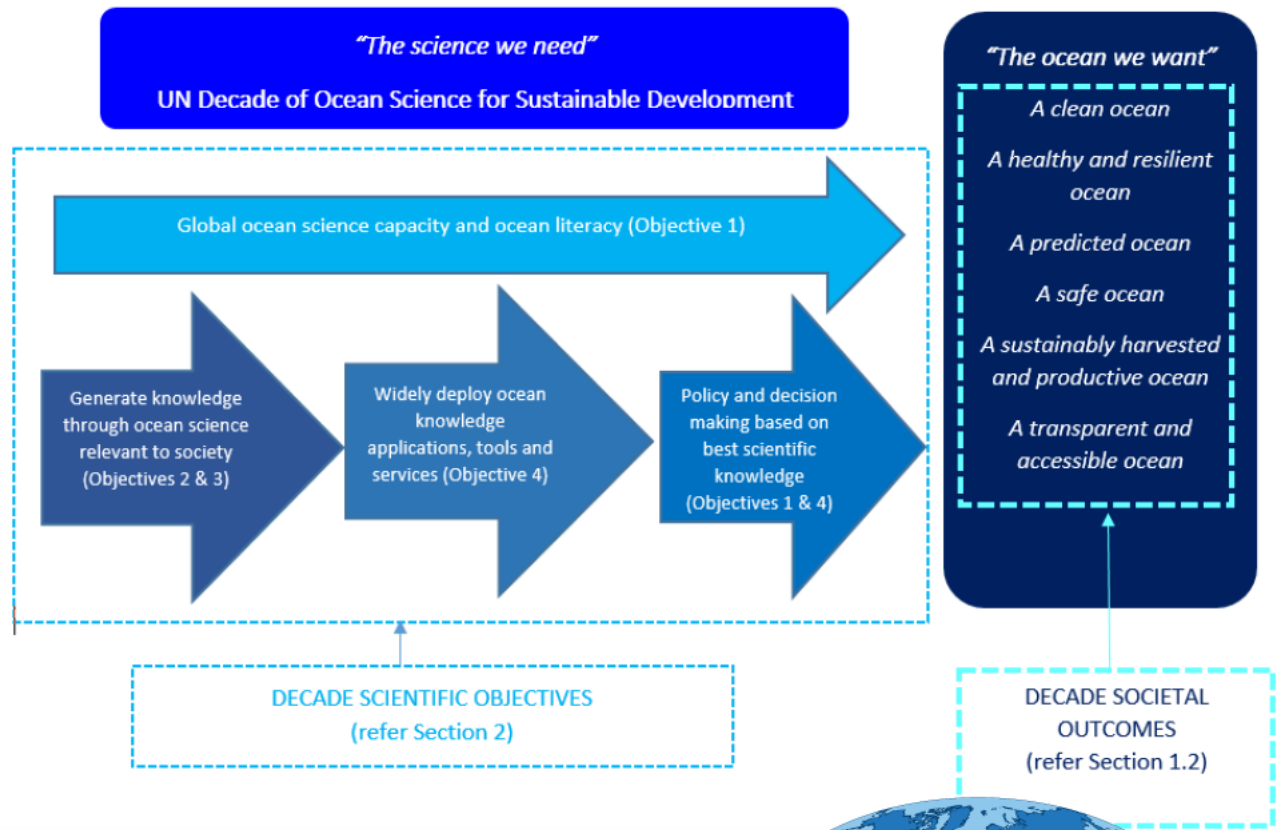 “The science we need”
UN Decade of Ocean Science for Sustainable Development
Global ocean science capacity and ocean literacy (Objective 1)
Generate knowledge
through ocean science
relevant to society
(Objectives 2 & 3)
Widely deploy ocean
knowledge
applications, tools and
services (Objective 4)
Policy and decision
making based on
best scientific
knowledge
(Objectives 1 & 4)
DECADE SCIENTIFIC OBJECTIVES
(refer Section 2)
“The ocean we want”
A clean ocean
A healthy and resilient
ocean
A predicted ocean
A safe ocean
A sustainably harvested
and productive ocean
A transparent and
accessible ocean
DECADE SOCIETAL
OUTCOMES
(refer Section 1.2)